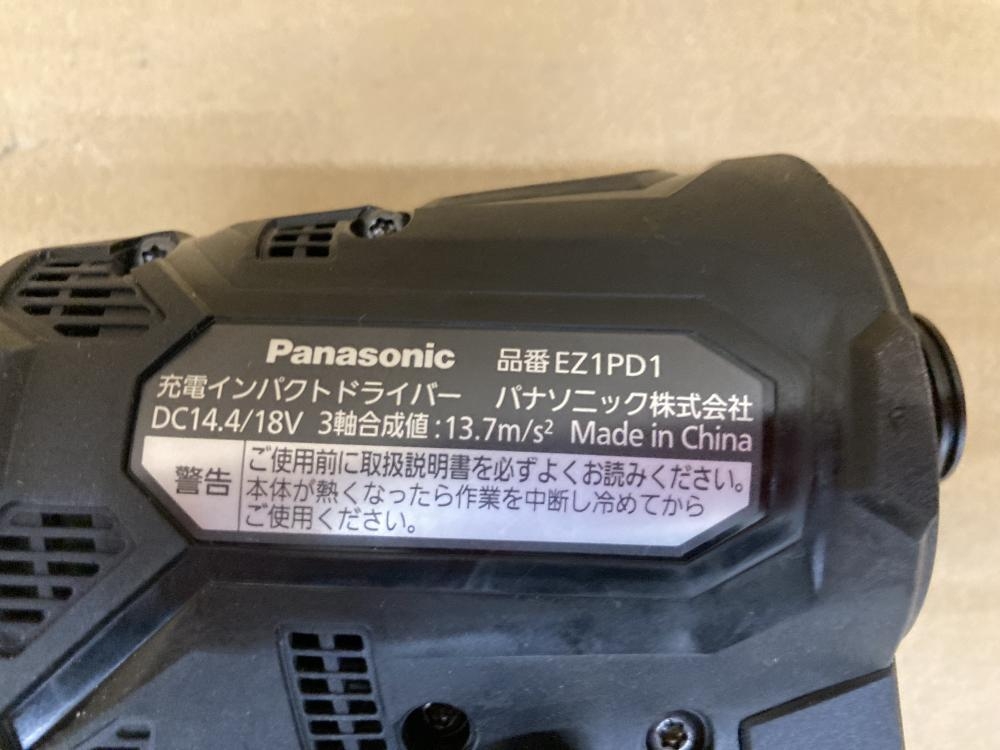 Panasonic 品番 EZ1PD1
充電インパクトドライバー パナソニック株式会社
DC14.4/18V 3軸合成値:13.7m/s² Made in China
警告
ご使用前に取扱説明書を必ずよくお読みください。
本体が熱くなったら作業を中断し冷めてから
ご使用ください。